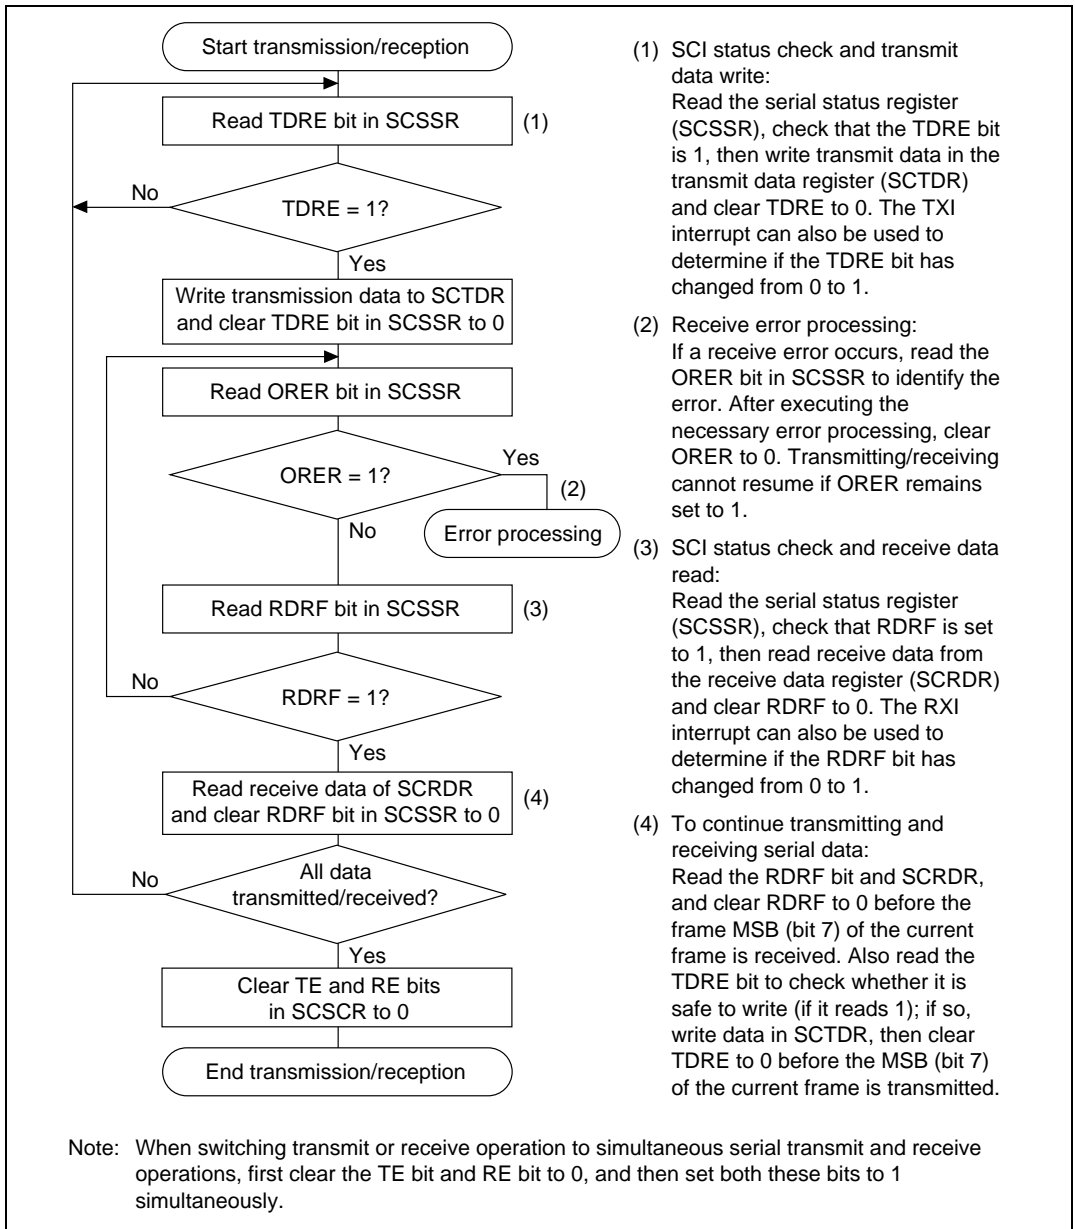 Start transmission/reception
Read TDRE bit in SCSSR
(1)
No
TDRE = 1?
Yes
Write transmission data to SCTDR
and clear TDRE bit in SCSSR to 0
Read ORER bit in SCSSR
ORER = 1?
Yes
(2)
No
Error processing
Read RDRF bit in SCSSR
(3)
No
RDRF = 1?
Yes
Read receive data of SCRDR
and clear RDRF bit in SCSSR to 0
(4)
No
All data
transmitted/received?
Yes
Clear TE and RE bits
in SCSCR to 0
End transmission/reception
(1) SCI status check and transmit
data write:
Read the serial status register
(SCSSR), check that the TDRE bit
is 1, then write transmit data in the
transmit data register (SCTDR)
and clear TDRE to 0. The TXI
interrupt can also be used to
determine if the TDRE bit has
changed from 0 to 1.
(2) Receive error processing:
If a receive error occurs, read the
ORER bit in SCSSR to identify the
error. After executing the
necessary error processing, clear
ORER to 0. Transmitting/receiving
cannot resume if ORER remains
set to 1.
(3) SCI status check and receive data
read:
Read the serial status register
(SCSSR), check that RDRF is set
to 1, then read receive data from
the receive data register (SCRDR)
and clear RDRF to 0. The RXI
interrupt can also be used to
determine if the RDRF bit has
changed from 0 to 1.
(4) To continue transmitting and
receiving serial data:
Read the RDRF bit and SCRDR,
and clear RDRF to 0 before the
frame MSB (bit 7) of the current
frame is received. Also read the
TDRE bit to check whether it is
safe to write (if it reads 1); if so,
write data in SCTDR, then clear
TDRE to 0 before the MSB (bit 7)
of the current frame is transmitted.
Note: When switching transmit or receive operation to simultaneous serial transmit and receive
operations, first clear the TE bit and RE bit to 0, and then set both these bits to 1
simultaneously.